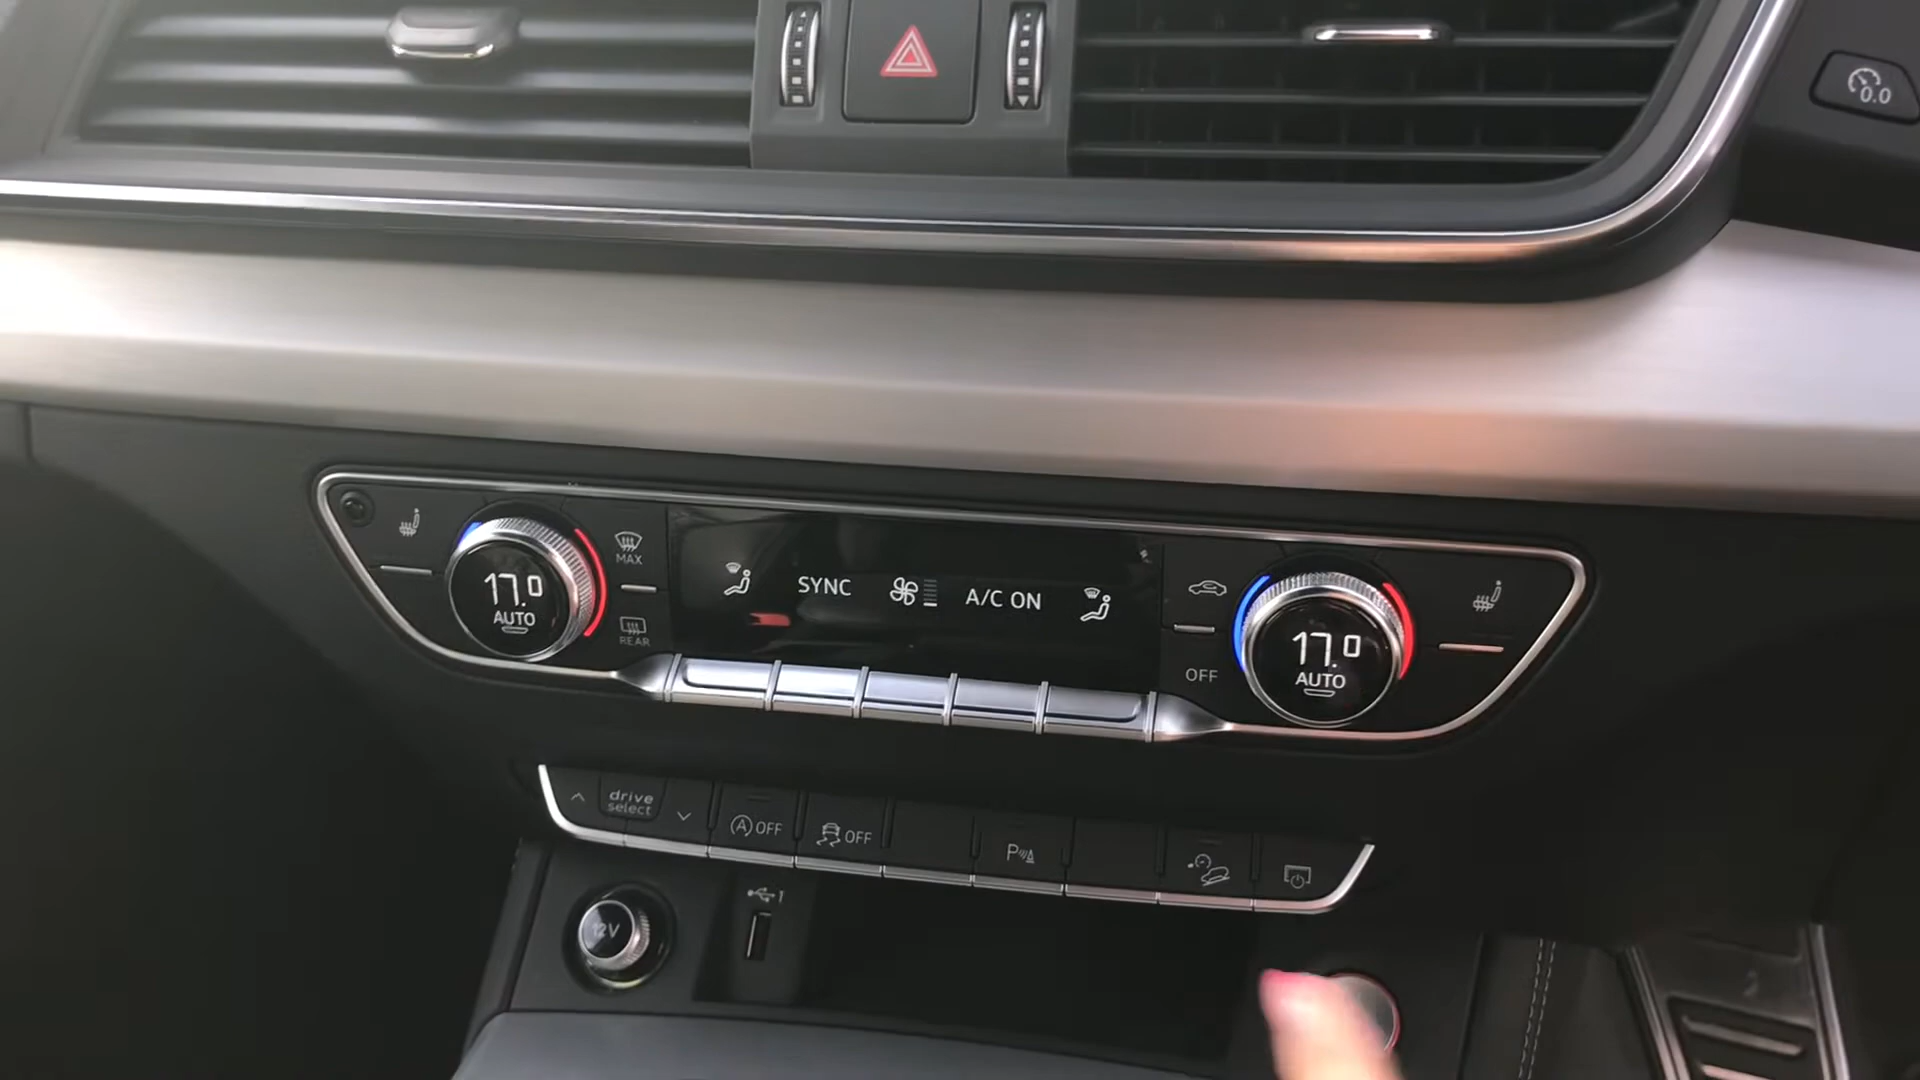 0.0
17.0
AUTO
MAX
REAR
SYNC
A/C ON
OFF
17.0
AUTO
drive
select
A OFF
OFF
P
12V
1